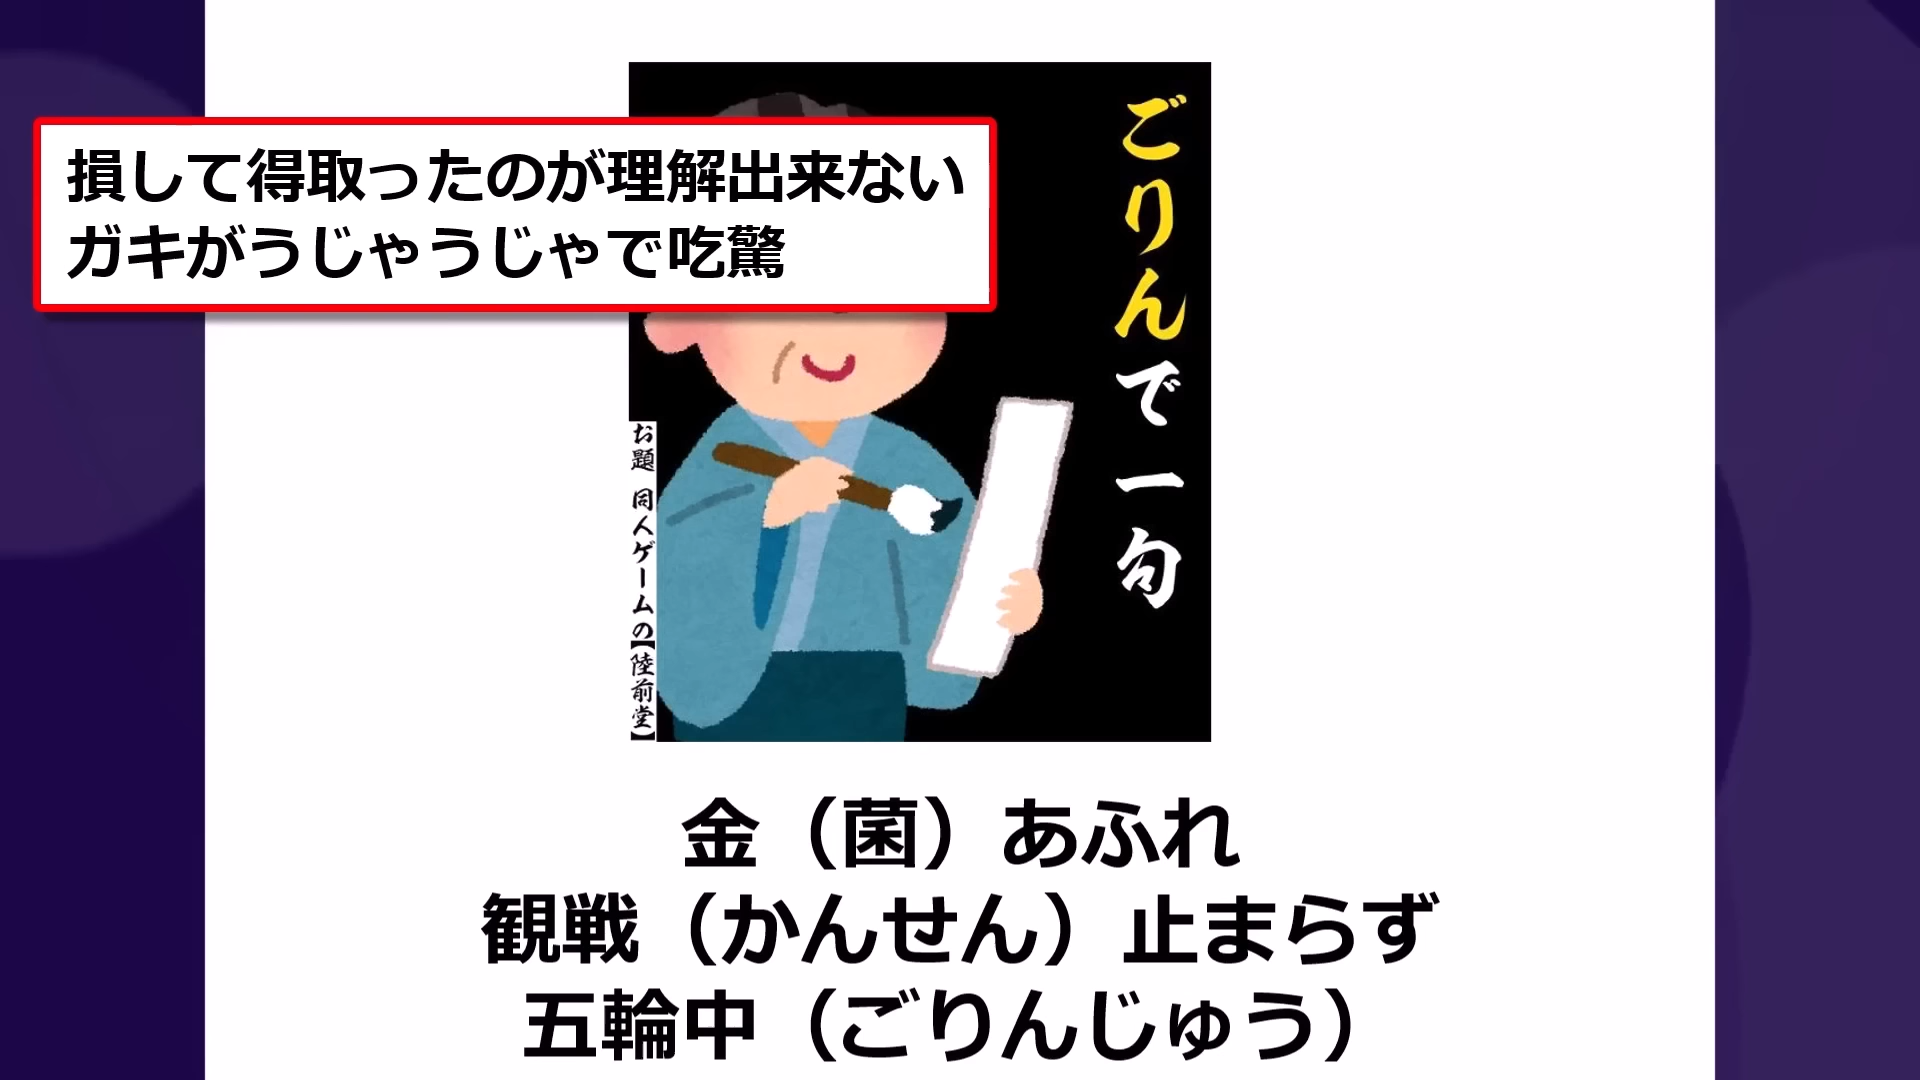 損して得取ったのが理解出来ない
ガキがうじゃうじゃで吃驚
ごりんで一句
お題 同人ゲームの【陸前堂】
金（菌）あふれ
観戦（かんせん）止まらず
五輪中（ごりんじゅう）